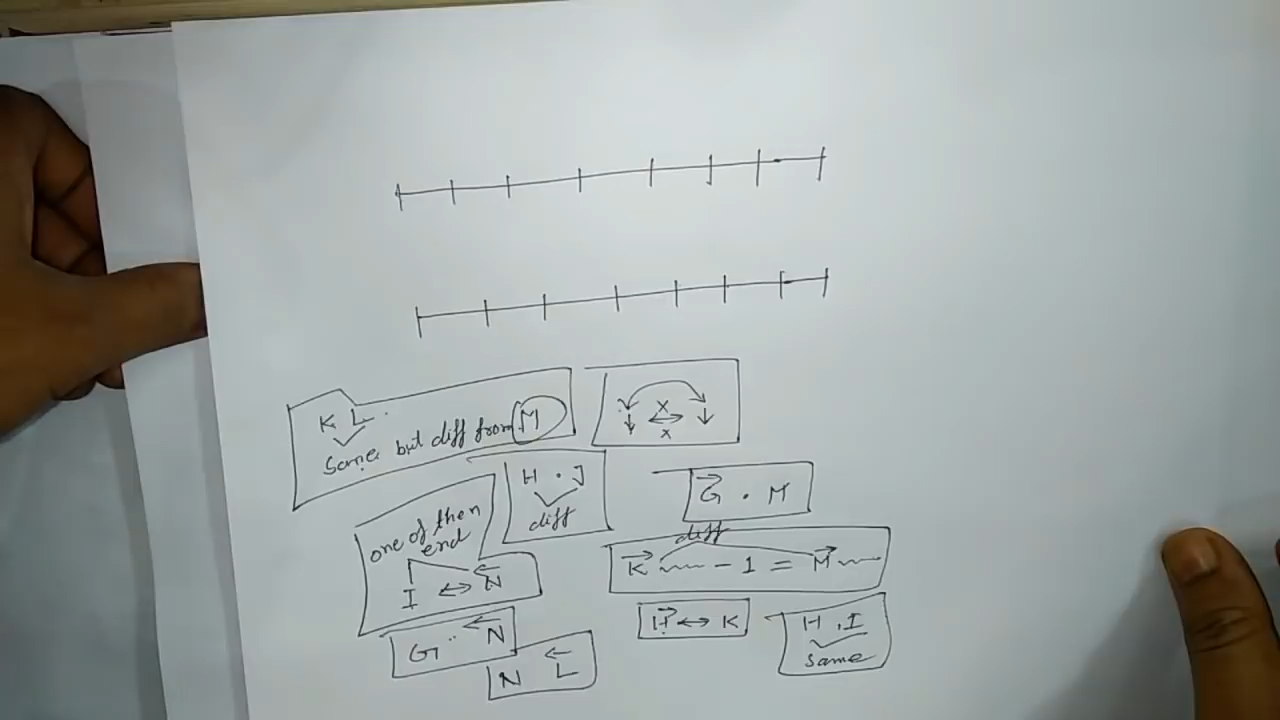 K L.
Same but diff from M
x
x
H . J
diff
G . M
one of them
end
I ↔ N
diff
K - 1 = M
H ↔ K
H , I
same
G .. N
N L